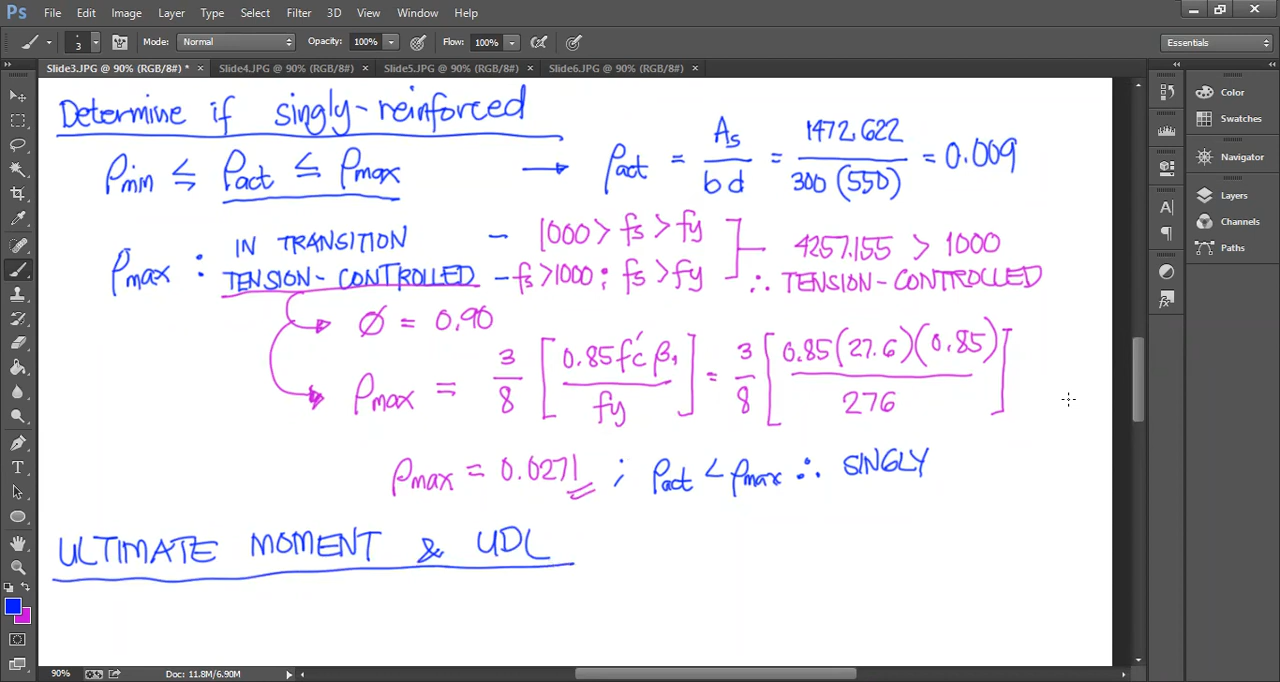 Ps File Edit Image Layer Type Select Filter 3D View Window Help
3 Mode: Normal Opacity: 100% Flow: 100% Essentials
Slide3.JPG @ 90% (RGB/8#) * × Slide4.JPG @ 90% (RGB/8#) × Slide5.JPG @ 90% (RGB/8#) × Slide6.JPG @ 90% (RGB/8#) ×
Determine if singly-reinforced
ρmin ≤ ρact ≤ ρmax → ρact = As / bd = 1472.622 / 300 (550) = 0.009
ρmax : IN TRANSITION – 1000 > fs > fy
TENSION-CONTROLLED – fs > 1000 ; fs > fy
4257.155 > 1000
∴ TENSION-CONTROLLED
Ø = 0.90
ρmax = 3/8 [ 0.85 f'c β1 / fy ] = 3/8 [ 0.85 (27.6)(0.85) / 276 ]
ρmax = 0.0271 ; ρact < ρmax ∴ SINGLY
ULTIMATE MOMENT & UDL
Color
Swatches
Navigator
Layers
Channels
Paths
90% Doc: 11.8M/6.90M